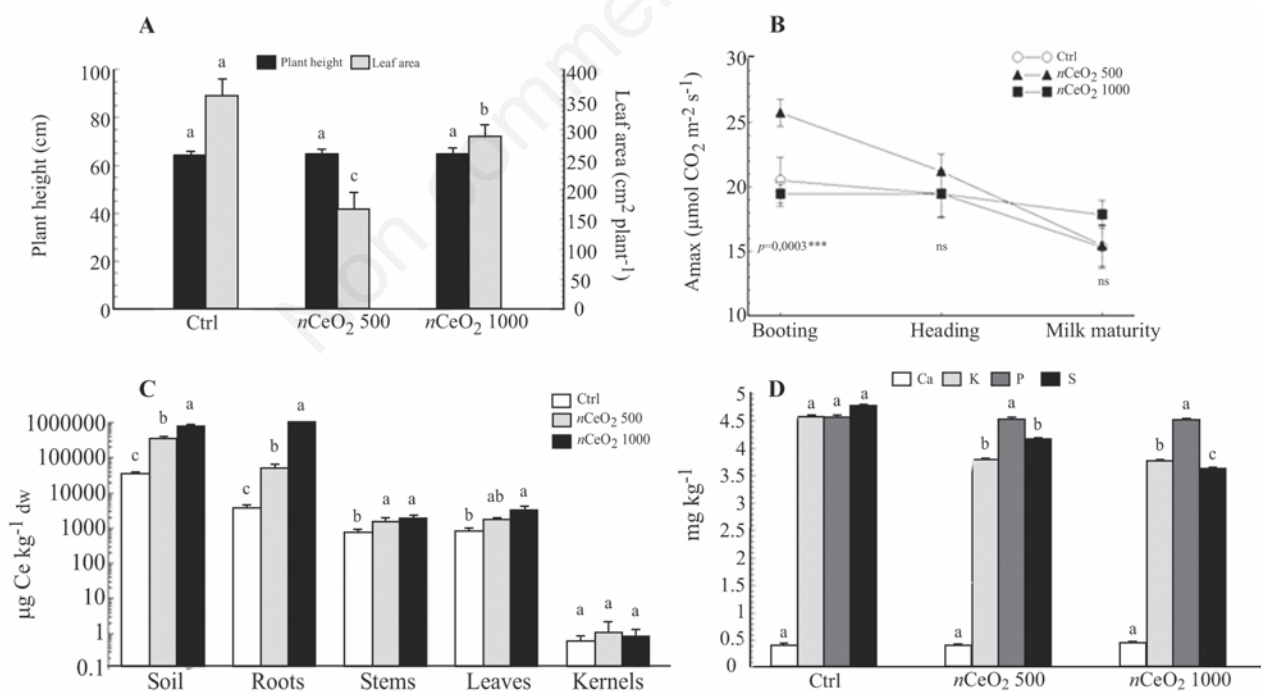 A
Plant height
Leaf area
100
80
60
40
20
0
Plant height (cm)
400
350
300
250
200
150
100
50
0
Leaf area (cm² plant⁻¹)
a
a
a
c
a
b
Ctrl
nCeO₂ 500
nCeO₂ 1000
Non comme
B
Ctrl
nCeO₂ 500
nCeO₂ 1000
30
25
20
15
10
Amax (µmol CO₂ m⁻² s⁻¹)
p=0,0003***
ns
ns
Booting
Heading
Milk maturity
C
Ctrl
nCeO₂ 500
nCeO₂ 1000
1000000
100000
10000
1000
100
10
1
0.1
µg Ce kg⁻¹ dw
c
b
a
c
b
a
b
a
a
b
ab
a
a
a
a
Soil
Roots
Stems
Leaves
Kernels
D
Ca
K
P
S
5
4.5
4
3.5
3
2.5
2
1.5
1
0.5
0
mg kg⁻¹
a
a
a
a
a
b
a
b
a
b
a
c
Ctrl
nCeO₂ 500
nCeO₂ 1000